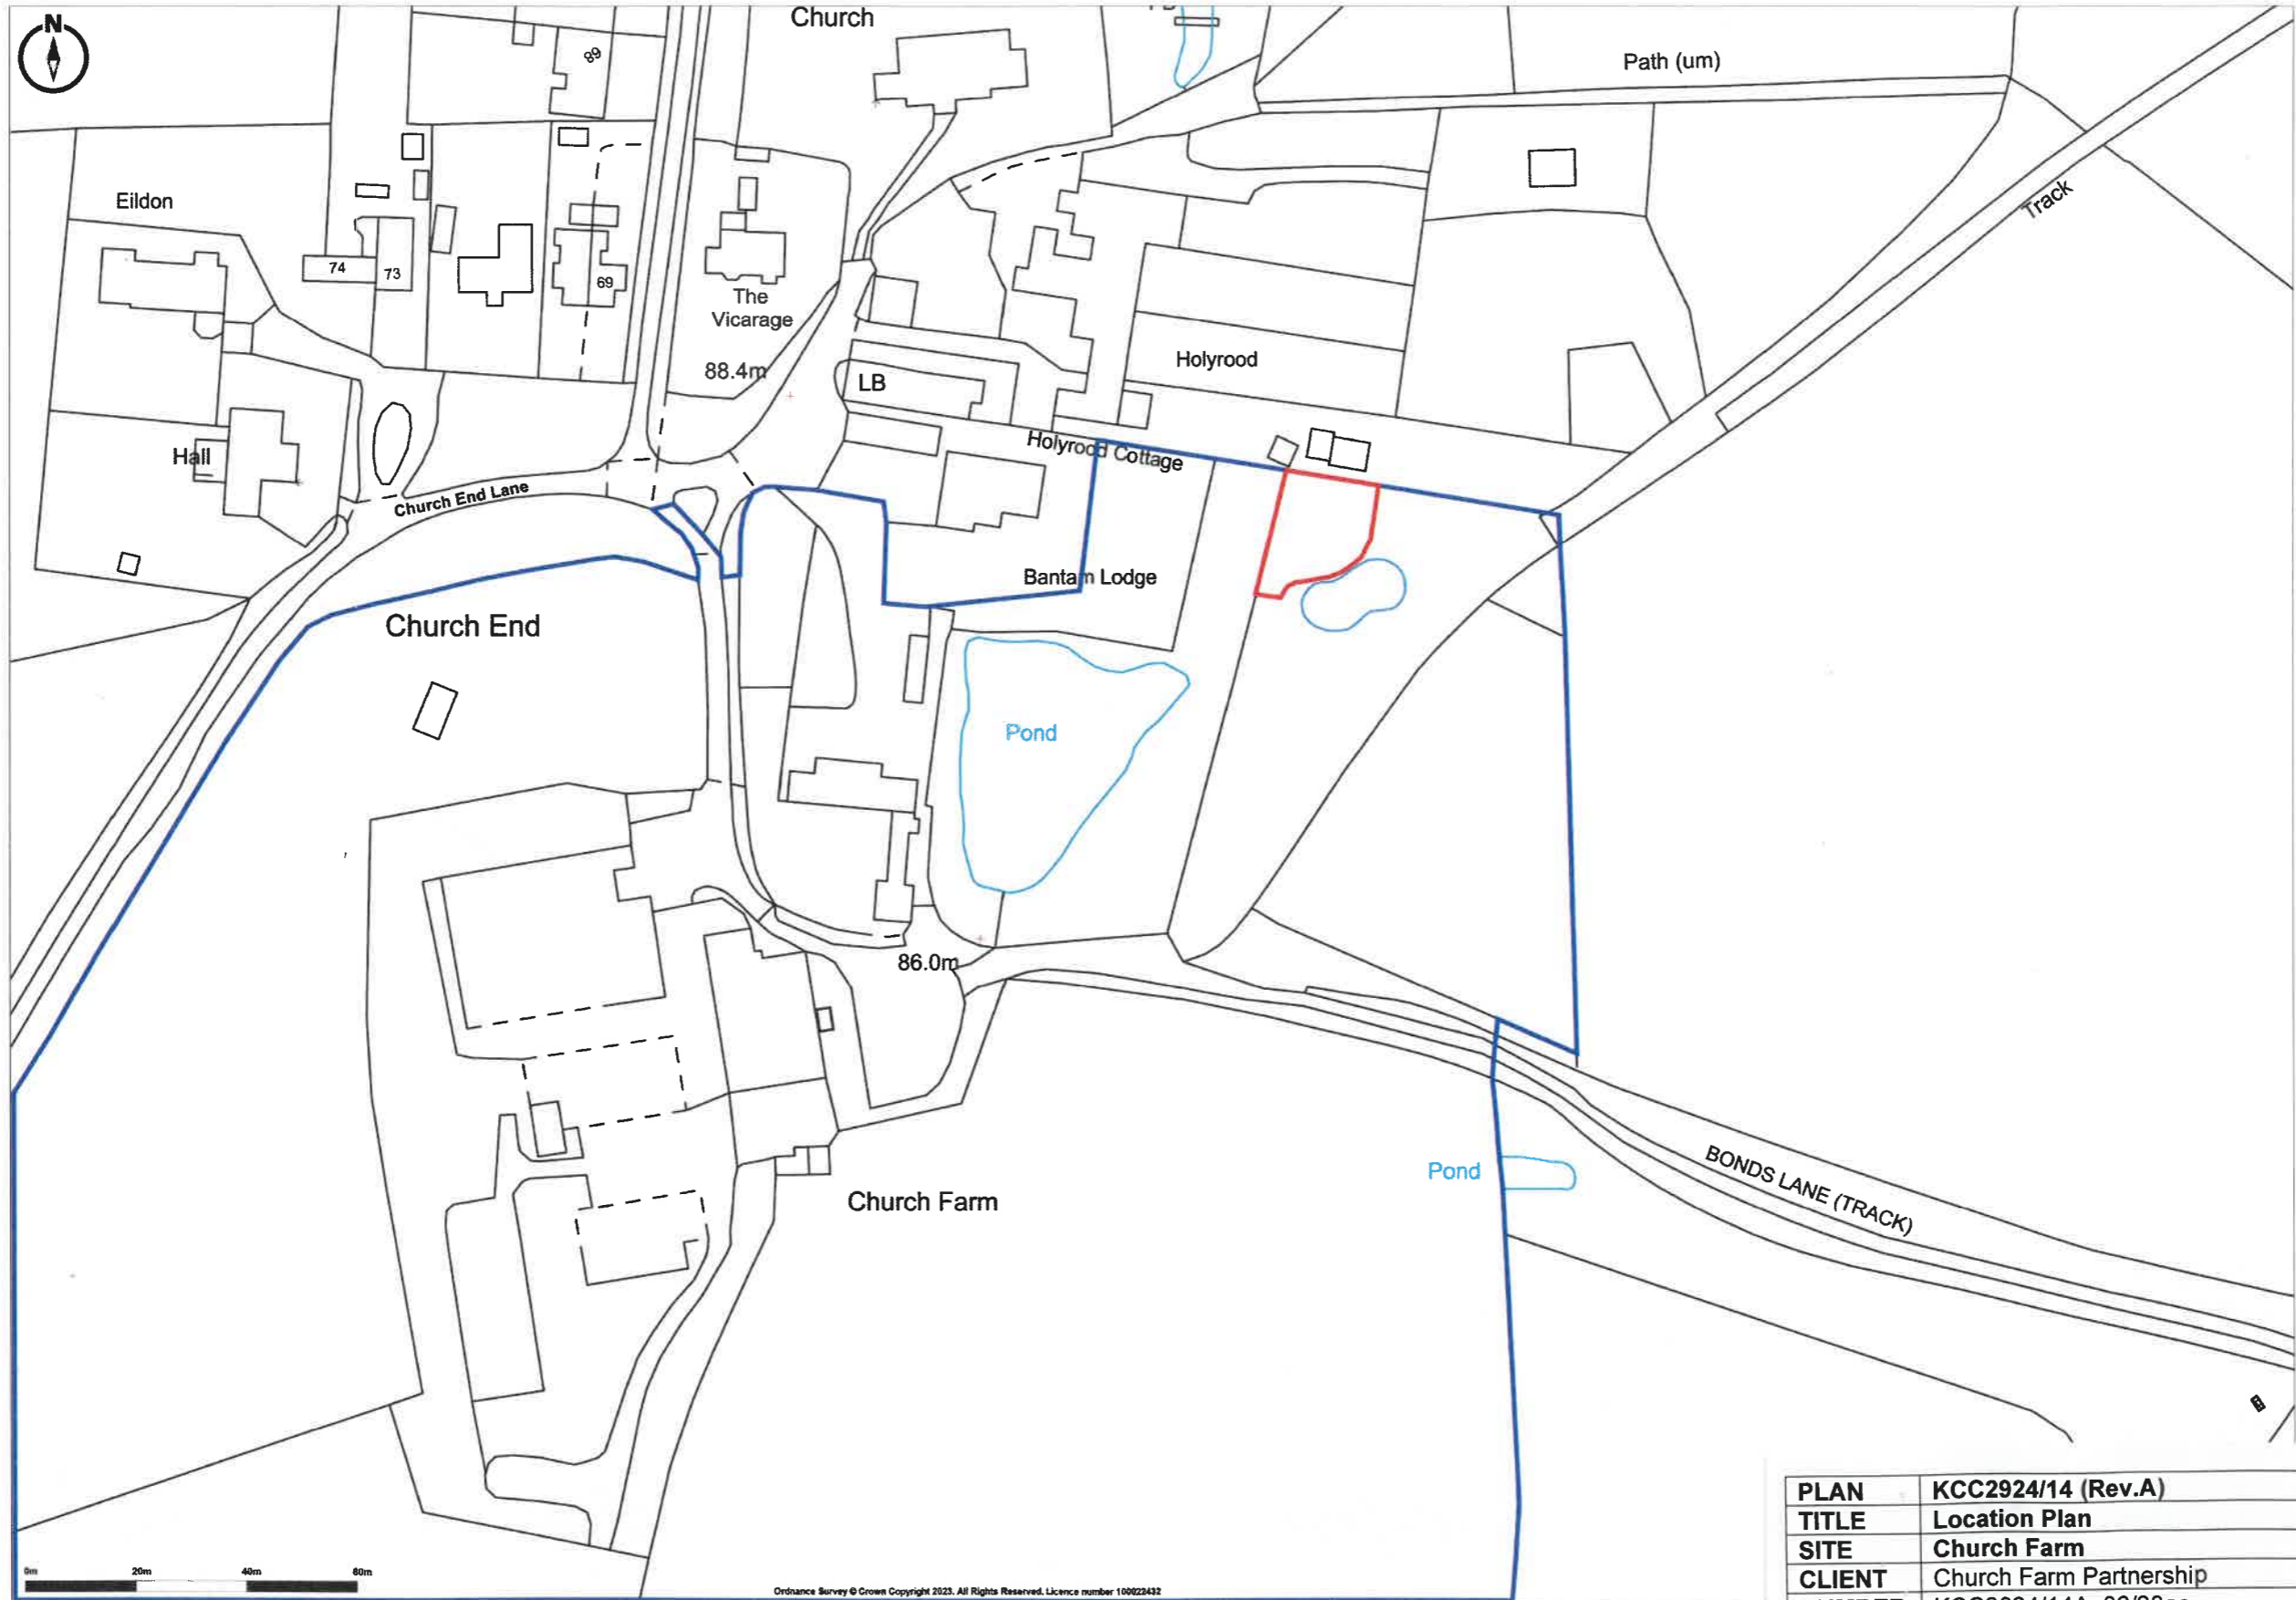 N
Church
Path (um)
Track
Eildon
74
73
69
The
Vicarage
88.4m
LB
Holyrood
Hall
Holyrood Cottage
Church End Lane
Bantam Lodge
Church End
Pond
86.0m
Pond
BONDS LANE (TRACK)
Church Farm
PLAN KCC2924/14 (Rev.A)
TITLE Location Plan
SITE Church Farm
CLIENT Church Farm Partnership
0m 20m 40m 60m
Ordnance Survey © Crown Copyright 2023. All Rights Reserved. Licence number 100022432